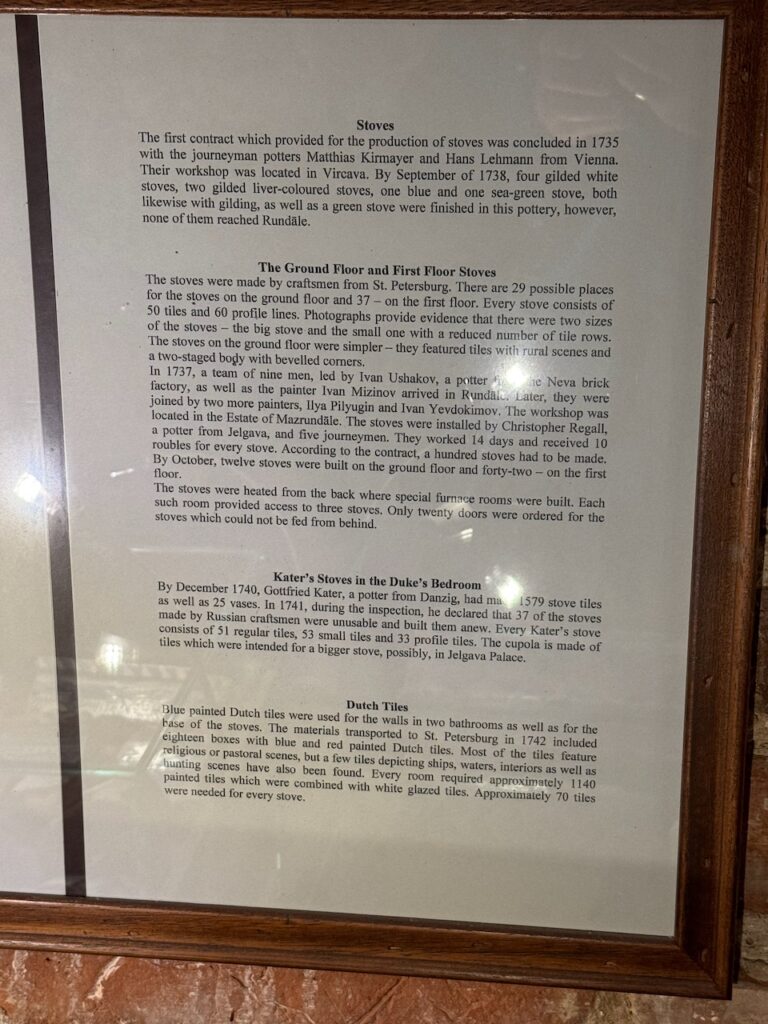 Stoves
The first contract which provided for the production of stoves was concluded in 1735
with the journeyman potters Matthias Kirmayer and Hans Lehmann from Vienna.
Their workshop was located in Vircava. By September of 1738, four gilded white
stoves, two gilded liver-coloured stoves, one blue and one sea-green stove, both
likewise with gilding, as well as a green stove were finished in this pottery, however,
none of them reached Rundāle.
The Ground Floor and First Floor Stoves
The stoves were made by craftsmen from St. Petersburg. There are 29 possible places
for the stoves on the ground floor and 37 – on the first floor. Every stove consists of
50 tiles and 60 profile lines. Photographs provide evidence that there were two sizes
of the stoves – the big stove and the small one with a reduced number of tile rows.
The stoves on the ground floor were simpler – they featured tiles with rural scenes and
a two-staged body with bevelled corners.
In 1737, a team of nine men, led by Ivan Ushakov, a potter Neva brick
factory, as well as the painter Ivan Mizinov arrived in Rundāle. Later, they were
joined by two more painters, Ilya Pilyugin and Ivan Yevdokimov. The workshop was
located in the Estate of Mazrundāle. The stoves were installed by Christopher Regall,
a potter from Jelgava, and five journeymen. They worked 14 days and received 10
roubles for every stove. According to the contract, a hundred stoves had to be made.
By October, twelve stoves were built on the ground floor and forty-two – on the first
floor.
The stoves were heated from the back where special furnace rooms were built. Each
such room provided access to three stoves. Only twenty doors were ordered for the
stoves which could not be fed from behind.
Kater's Stoves in the Duke's Bedroom
By December 1740, Gottfried Kater, a potter from Danzig, had 1579 stove tiles
as well as 25 vases. In 1741, during the inspection, he declared that 37 of the stoves
made by Russian craftsmen were unusable and built them anew. Every Kater's stove
consists of 51 regular tiles, 53 small tiles and 33 profile tiles. The cupola is made of
tiles which were intended for a bigger stove, possibly, in Jelgava Palace.
Dutch Tiles
Blue painted Dutch tiles were used for the walls in two bathrooms as well as for the
base of the stoves. The materials transported to St. Petersburg in 1742 included
eighteen boxes with blue and red painted Dutch tiles. Most of the tiles feature
religious or pastoral scenes, but a few tiles depicting ships, waters, interiors as well as
hunting scenes have also been found. Every room required approximately 1140
painted tiles which were combined with white glazed tiles. Approximately 70 tiles
were needed for every stove.